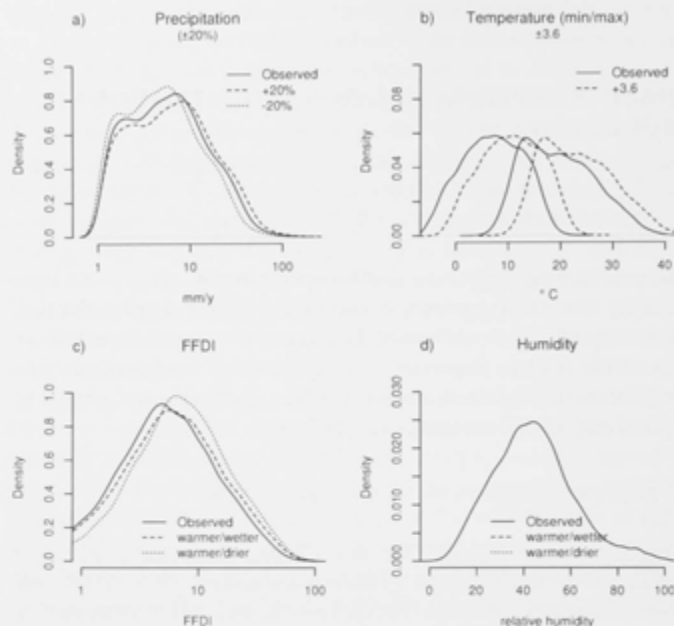 a) Precipitation
(±20%)
Observed
+20%
-20%
Density
0.0 0.2 0.4 0.6 0.8 1.0
1 10 100
mm/y
b) Temperature (min/max)
±3.6
Observed
+3.6
Density
0.00 0.04 0.08
0 10 20 30 40
° C
c) FFDI
Observed
warmer/wetter
warmer/drier
Density
0.0 0.2 0.4 0.6 0.8 1.0
1 10 100
FFDI
d) Humidity
Observed
warmer/wetter
warmer/drier
Density
0.000 0.010 0.020 0.030
0 20 40 60 80 100
relative humidity